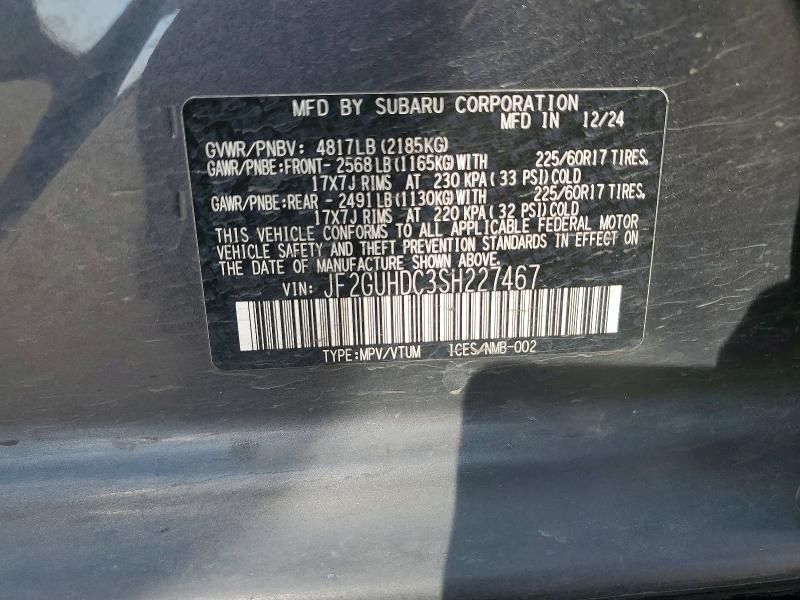 MFD BY SUBARU CORPORATION
MFD IN 12/24
GVWR/PNBV: 4817LB(2185KG)
GAWR/PNBE:FRONT- 2568LB(1165KG)WITH 225/60R17 TIRES,
17X7J RIMS AT 230 KPA( 33 PSI)COLD
GAWR/PNBE:REAR - 2491LB(1130KG)WITH 225/60R17 TIRES,
17X7J RIMS AT 220 KPA( 32 PSI)COLD
THIS VEHICLE CONFORMS TO ALL APPLICABLE FEDERAL MOTOR
VEHICLE SAFETY AND THEFT PREVENTION STANDARDS IN EFFECT ON
THE DATE OF MANUFACTURE SHOWN ABOVE.
VIN: JF2GUHDC3SH227467
TYPE:MPV/VTUM ICES/NMB-002